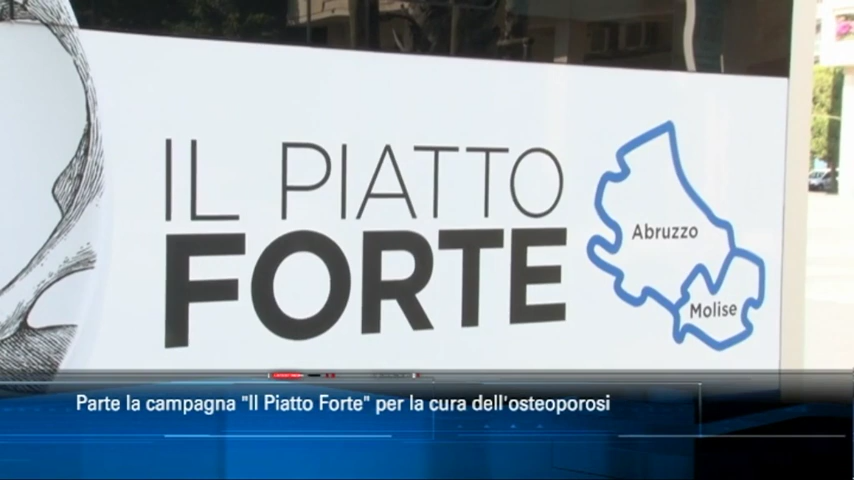 IL PIATTO
FORTE
Abruzzo
Molise
Parte la campagna "Il Piatto Forte" per la cura dell'osteoporosi